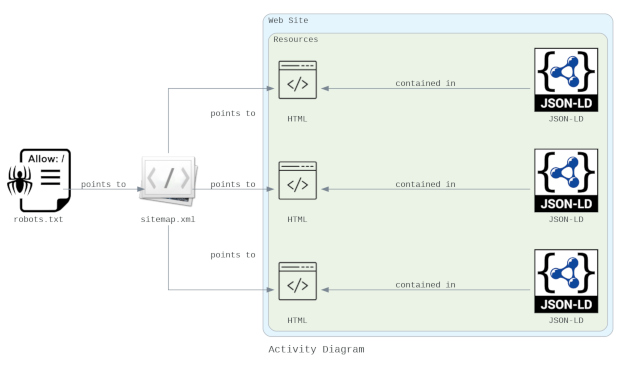 Web Site
Resources
</>
contained in
JSON-LD
HTML
JSON-LD
points to
Allow: /
points to
</>
robots.txt
sitemap.xml
points to
</>
contained in
JSON-LD
HTML
JSON-LD
points to
</>
contained in
JSON-LD
HTML
JSON-LD
Activity Diagram